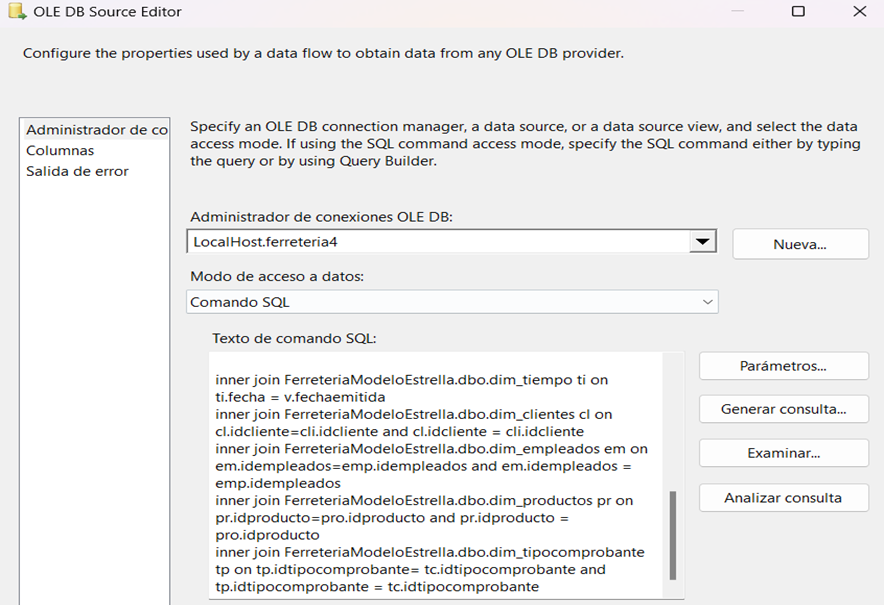 OLE DB Source Editor
Configure the properties used by a data flow to obtain data from any OLE DB provider.
Administrador de co
Columnas
Salida de error
Specify an OLE DB connection manager, a data source, or a data source view, and select the data
access mode. If using the SQL command access mode, specify the SQL command either by typing
the query or by using Query Builder.
Administrador de conexiones OLE DB:
LocalHost.ferreteria4
Nueva...
Modo de acceso a datos:
Comando SQL
Texto de comando SQL:
inner join FerreteriaModeloEstrella.dbo.dim_tiempo ti on
ti.fecha = v.fechaemitida
inner join FerreteriaModeloEstrella.dbo.dim_clientes cl on
cl.idcliente=cli.idcliente and cl.idcliente = cli.idcliente
inner join FerreteriaModeloEstrella.dbo.dim_empleados em on
em.idempleados=emp.idempleados and em.idempleados =
emp.idempleados
inner join FerreteriaModeloEstrella.dbo.dim_productos pr on
pr.idproducto=pro.idproducto and pr.idproducto =
pro.idproducto
inner join FerreteriaModeloEstrella.dbo.dim_tipocomprobante
tp on tp.idtipocomprobante= tc.idtipocomprobante and
tp.idtipocomprobante = tc.idtipocomprobante
Parámetros...
Generar consulta...
Examinar...
Analizar consulta